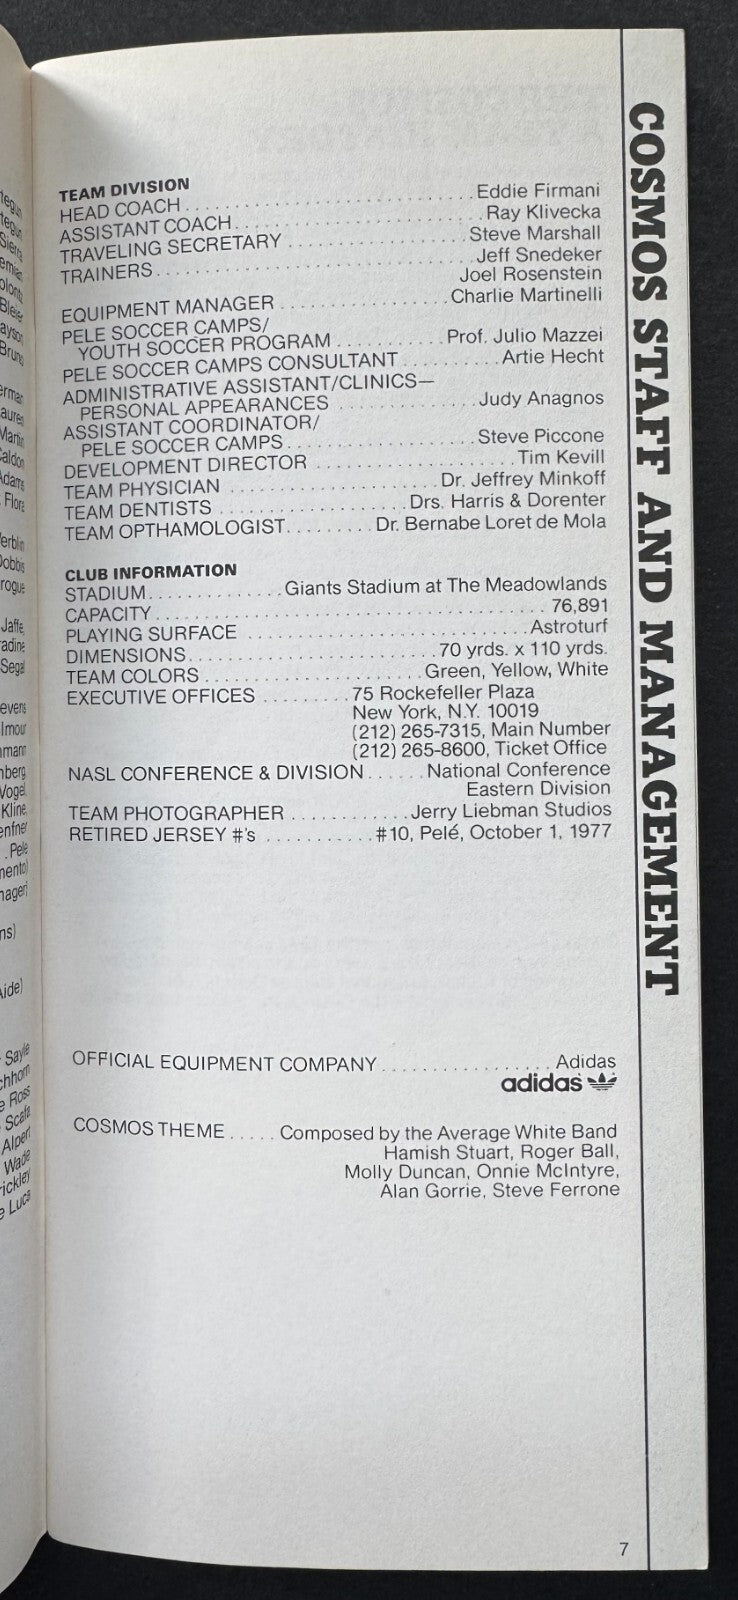 COSMOS STAFF AND MANAGEMENT
TEAM DIVISION
HEAD COACH Eddie Firmani
ASSISTANT COACH Ray Klivecka
TRAVELING SECRETARY Steve Marshall
TRAINERS Jeff Snedeker
Joel Rosenstein
EQUIPMENT MANAGER Charlie Martinelli
PELE SOCCER CAMPS/
YOUTH SOCCER PROGRAM Prof. Julio Mazzei
PELE SOCCER CAMPS CONSULTANT Artie Hecht
ADMINISTRATIVE ASSISTANT/CLINICS—
PERSONAL APPEARANCES Judy Anagnos
ASSISTANT COORDINATOR/
PELE SOCCER CAMPS Steve Piccone
DEVELOPMENT DIRECTOR Tim Kevill
TEAM PHYSICIAN Dr. Jeffrey Minkoff
TEAM DENTISTS Drs. Harris & Dorenter
TEAM OPTHAMOLOGIST Dr. Bernabe Loret de Mola
CLUB INFORMATION
STADIUM Giants Stadium at The Meadowlands
CAPACITY 76,891
PLAYING SURFACE Astroturf
DIMENSIONS 70 yrds. x 110 yrds.
TEAM COLORS Green, Yellow, White
EXECUTIVE OFFICES 75 Rockefeller Plaza
New York, N.Y. 10019
(212) 265-7315, Main Number
(212) 265-8600, Ticket Office
NASL CONFERENCE & DIVISION National Conference
Eastern Division
TEAM PHOTOGRAPHER Jerry Liebman Studios
RETIRED JERSEY #'s #10, Pelé, October 1, 1977
OFFICIAL EQUIPMENT COMPANY Adidas
adidas
COSMOS THEME Composed by the Average White Band
Hamish Stuart, Roger Ball,
Molly Duncan, Onnie McIntyre,
Alan Gorrie, Steve Ferrone
7